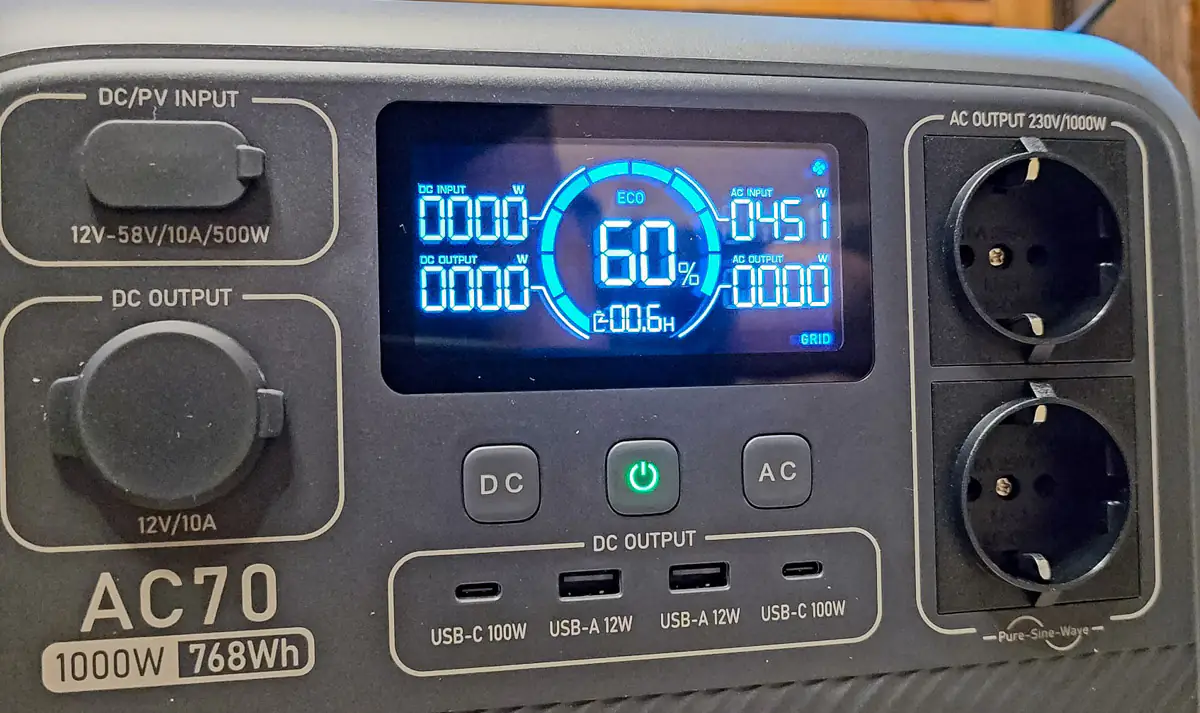 DC/PV INPUT
12V-58V/10A/500W
DC OUTPUT
12V/10A
AC70
1000W 768Wh
DC INPUT W
0000
DC OUTPUT W
0000
ECO
60%
00.6H
AC INPUT W
0451
AC OUTPUT W
0000
GRID
DC
AC
DC OUTPUT
USB-C 100W
USB-A 12W
USB-A 12W
USB-C 100W
AC OUTPUT 230V/1000W
Pure-Sine-Wave